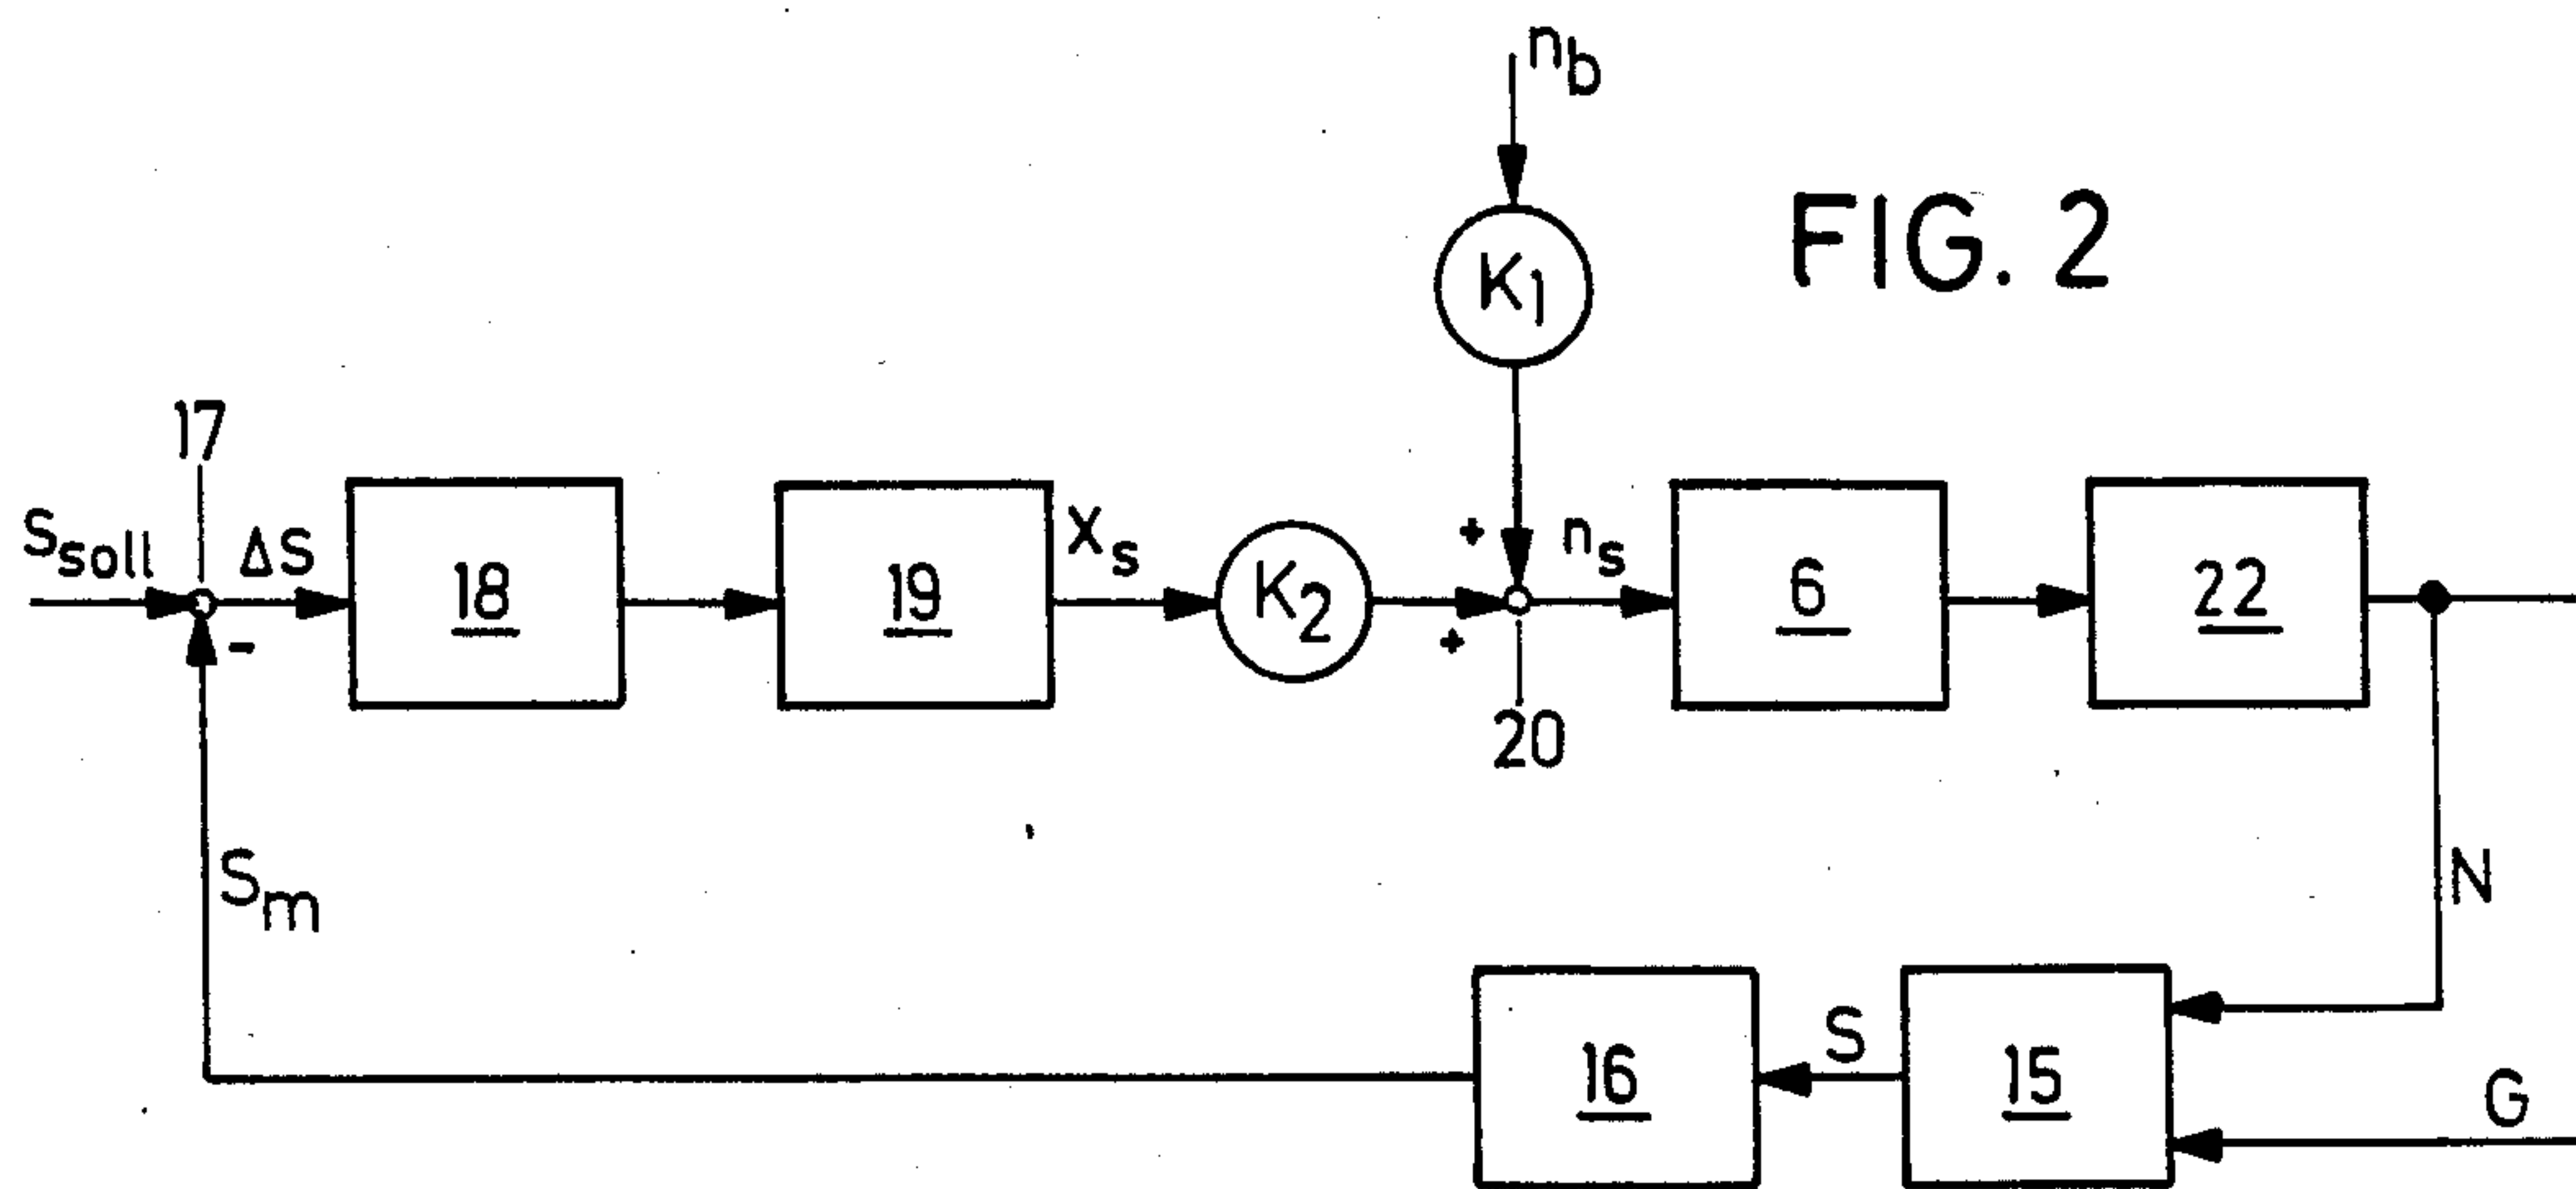 n_b
K_1
FIG. 2
17
S_soll
ΔS
18
19
X_s
K_2
+
+
n_s
20
6
22
-
S_m
N
16
S
15
G